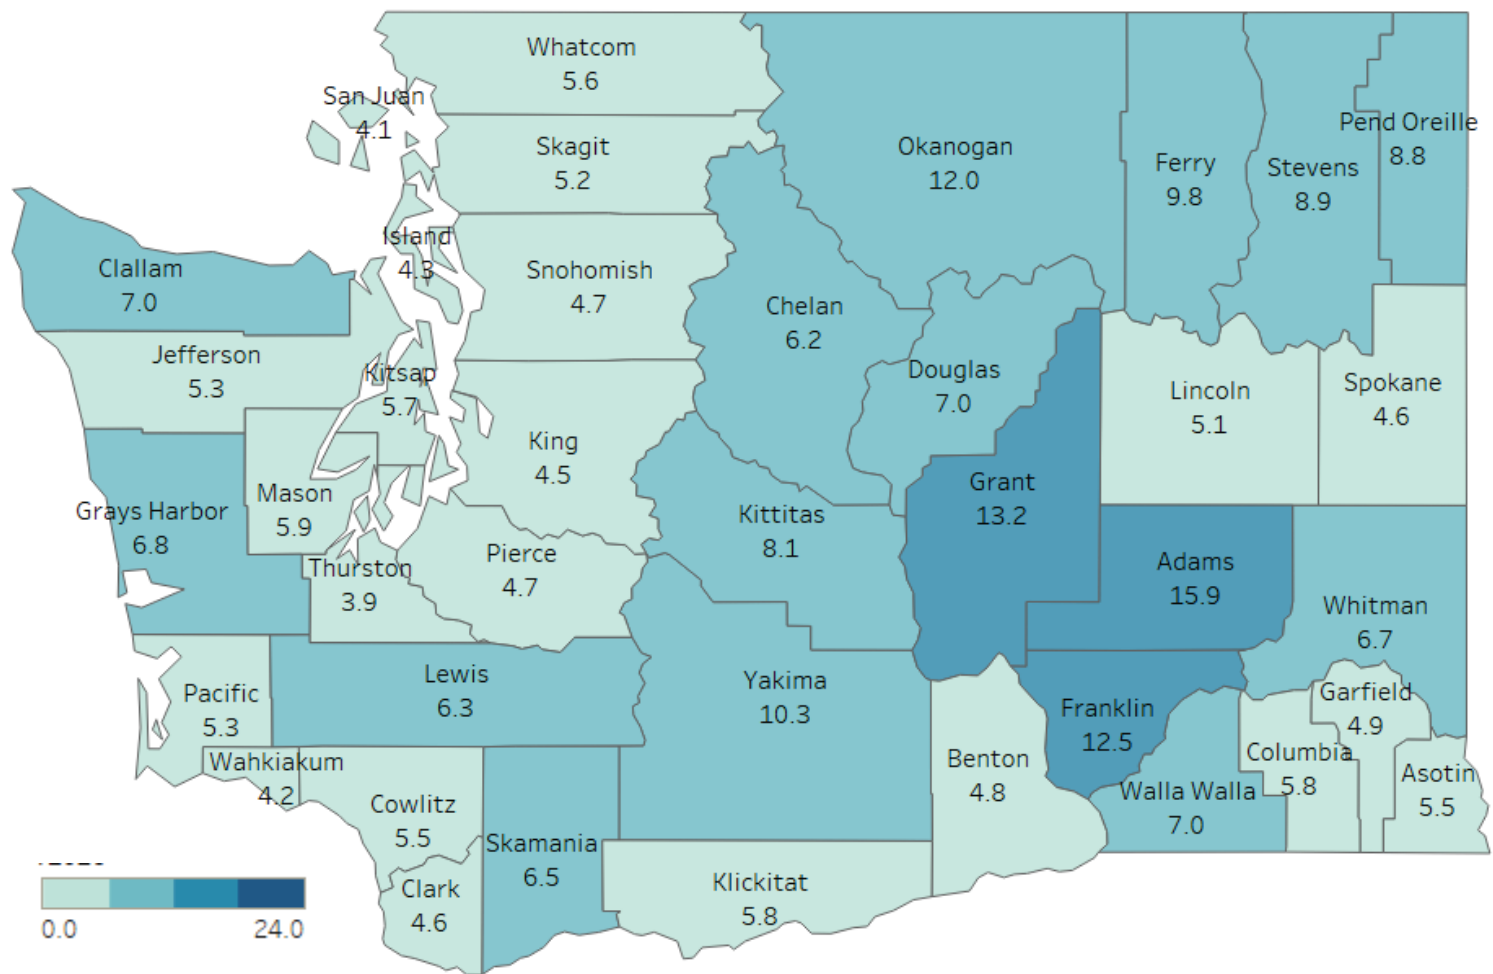 Whatcom
5.6
San Juan
4.1
Skagit
5.2
Okanogan
12.0
Ferry
9.8
Stevens
8.9
Pend Oreille
8.8
Island
4.3
Clallam
7.0
Snohomish
4.7
Chelan
6.2
Jefferson
5.3
Kitsap
5.7
Douglas
7.0
Lincoln
5.1
Spokane
4.6
King
4.5
Grant
13.2
Mason
5.9
Grays Harbor
6.8
Kittitas
8.1
Thurston
3.9
Pierce
4.7
Adams
15.9
Whitman
6.7
Lewis
6.3
Yakima
10.3
Pacific
5.3
Franklin
12.5
Garfield
4.9
Wahkiakum
4.2
Benton
4.8
Columbia
5.8
Asotin
5.5
Cowlitz
5.5
Walla Walla
7.0
Skamania
6.5
Clark
4.6
Klickitat
5.8
0.0
24.0